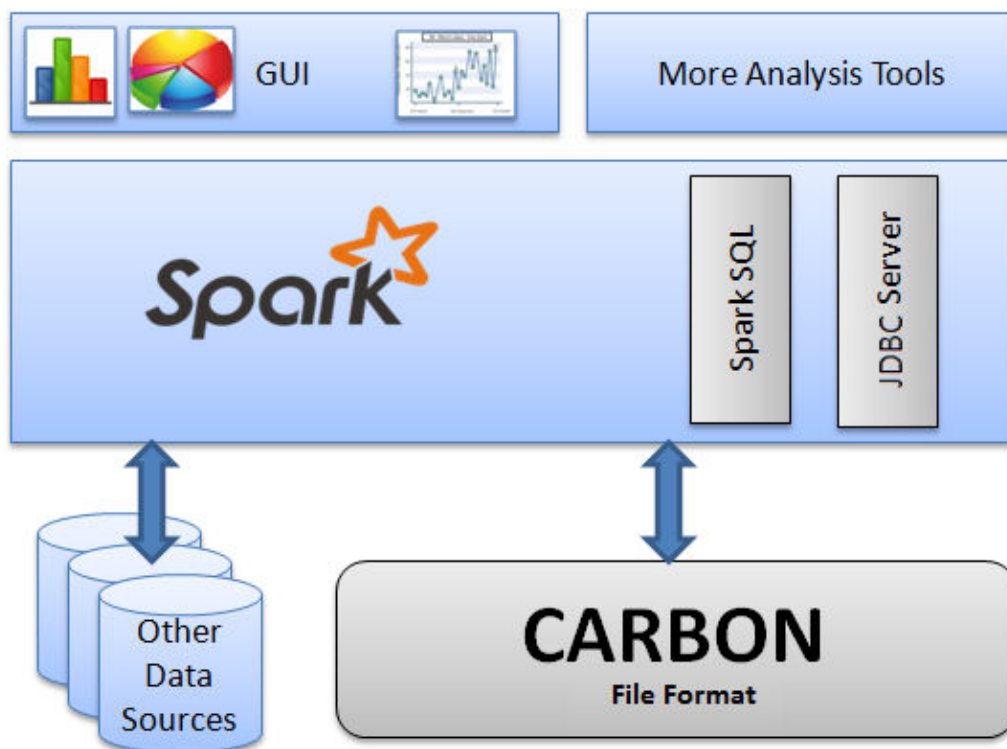 GUI
More Analysis Tools
Spark
Spark SQL
JDBC Server
Other
Data
Sources
CARBON
File Format